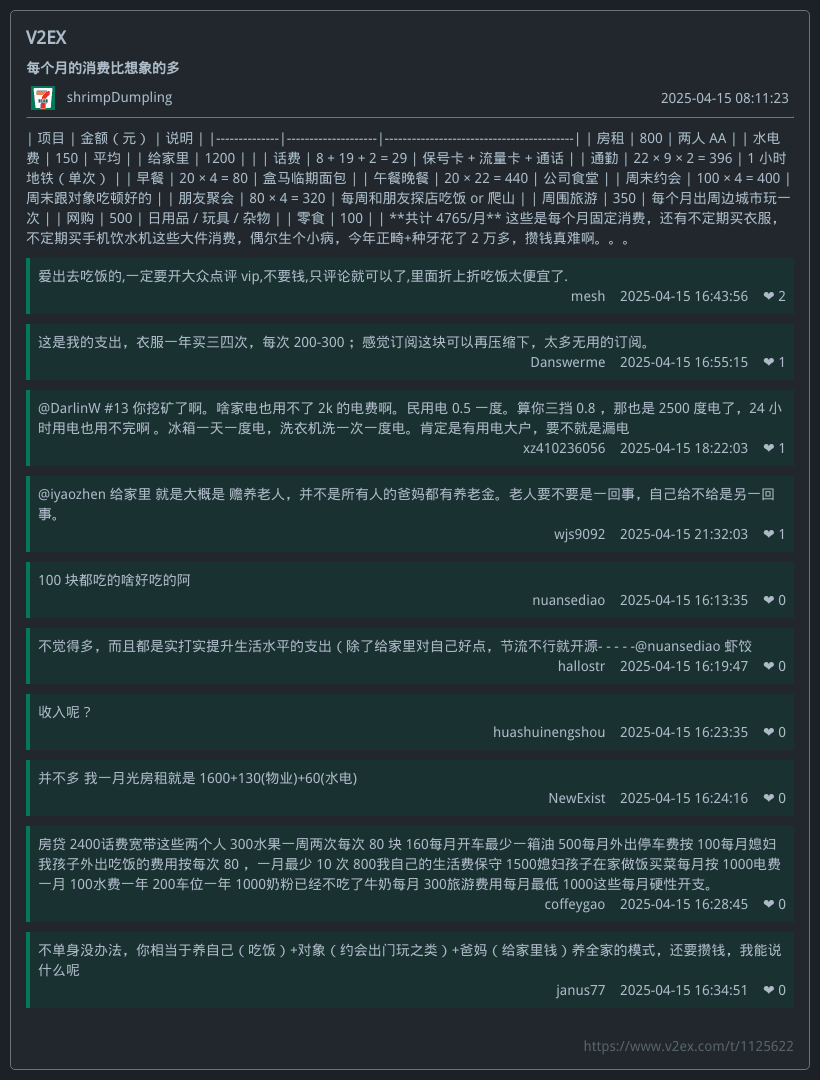 V2EX
每个月的消费比想象的多
shrimpDumpling
2025-04-15 08:11:23
| 项目 | 金额（元） | 说明 | |--------------|--------------------|------------------------------------------| | 房租 | 800 | 两人 AA | | 水电
费 | 150 | 平均 | | 给家里 | 1200 | | | 话费 | 8 + 19 + 2 = 29 | 保号卡 + 流量卡 + 通话 | | 通勤 | 22 × 9 × 2 = 396 | 1 小时
地铁（单次） | | 早餐 | 20 × 4 = 80 | 盒马临期面包 | | 午餐晚餐 | 20 × 22 = 440 | 公司食堂 | | 周末约会 | 100 × 4 = 400 |
周末跟对象吃顿好的 | | 朋友聚会 | 80 × 4 = 320 | 每周和朋友探店吃饭 or 爬山 | | 周围旅游 | 350 | 每个月出周边城市玩一
次 | | 网购 | 500 | 日用品 / 玩具 / 杂物 | | 零食 | 100 | | **共计 4765/月** 这些是每个月固定消费，还有不定期买衣服，
不定期买手机饮水机这些大件消费，偶尔生个小病，今年正畸+种牙花了 2 万多，攒钱真难啊。。。
爱出去吃饭的,一定要开大众点评 vip,不要钱,只评论就可以了,里面折上折吃饭太便宜了.
mesh 2025-04-15 16:43:56 ❤ 2
这是我的支出，衣服一年买三四次，每次 200-300； 感觉订阅这块可以再压缩下，太多无用的订阅。
Danswerme 2025-04-15 16:55:15 ❤ 1
@DarlinW #13 你挖矿了啊。啥家电也用不了 2k 的电费啊。民用电 0.5 一度。算你三挡 0.8 ，那也是 2500 度电了，24 小
时用电也用不完啊 。冰箱一天一度电，洗衣机洗一次一度电。肯定是有用电大户，要不就是漏电
xz410236056 2025-04-15 18:22:03 ❤ 1
@iyaozhen 给家里 就是大概是 赡养老人，并不是所有人的爸妈都有养老金。老人要不要是一回事，自己给不给是另一回
事。
wjs9092 2025-04-15 21:32:03 ❤ 1
100 块都吃的啥好吃的阿
nuansediao 2025-04-15 16:13:35 ❤ 0
不觉得多，而且都是实打实提升生活水平的支出（除了给家里对自己好点，节流不行就开源- - - - -@nuansediao 虾饺
hallostr 2025-04-15 16:19:47 ❤ 0
收入呢？
huashuinengshou 2025-04-15 16:23:35 ❤ 0
并不多 我一月光房租就是 1600+130(物业)+60(水电)
NewExist 2025-04-15 16:24:16 ❤ 0
房贷 2400话费宽带这些两个人 300水果一周两次每次 80 块 160每月开车最少一箱油 500每月外出停车费按 100每月媳妇
我孩子外出吃饭的费用按每次 80 ，一月最少 10 次 800我自己的生活费保守 1500媳妇孩子在家做饭买菜每月按 1000电费
一月 100水费一年 200车位一年 1000奶粉已经不吃了牛奶每月 300旅游费用每月最低 1000这些每月硬性开支。
coffeygao 2025-04-15 16:28:45 ❤ 0
不单身没办法，你相当于养自己（吃饭）+对象（约会出门玩之类）+爸妈（给家里钱）养全家的模式，还要攒钱，我能说
什么呢
janus77 2025-04-15 16:34:51 ❤ 0
https://www.v2ex.com/t/1125622